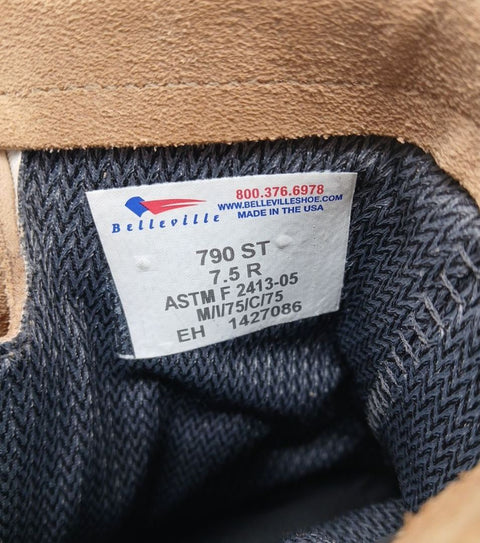 Belleville
800.376.6978
WWW.BELLEVILLESHOE.COM
MADE IN THE USA
790 ST
7.5 R
ASTM F 2413-05
M/I/75/C/75
EH 1427086